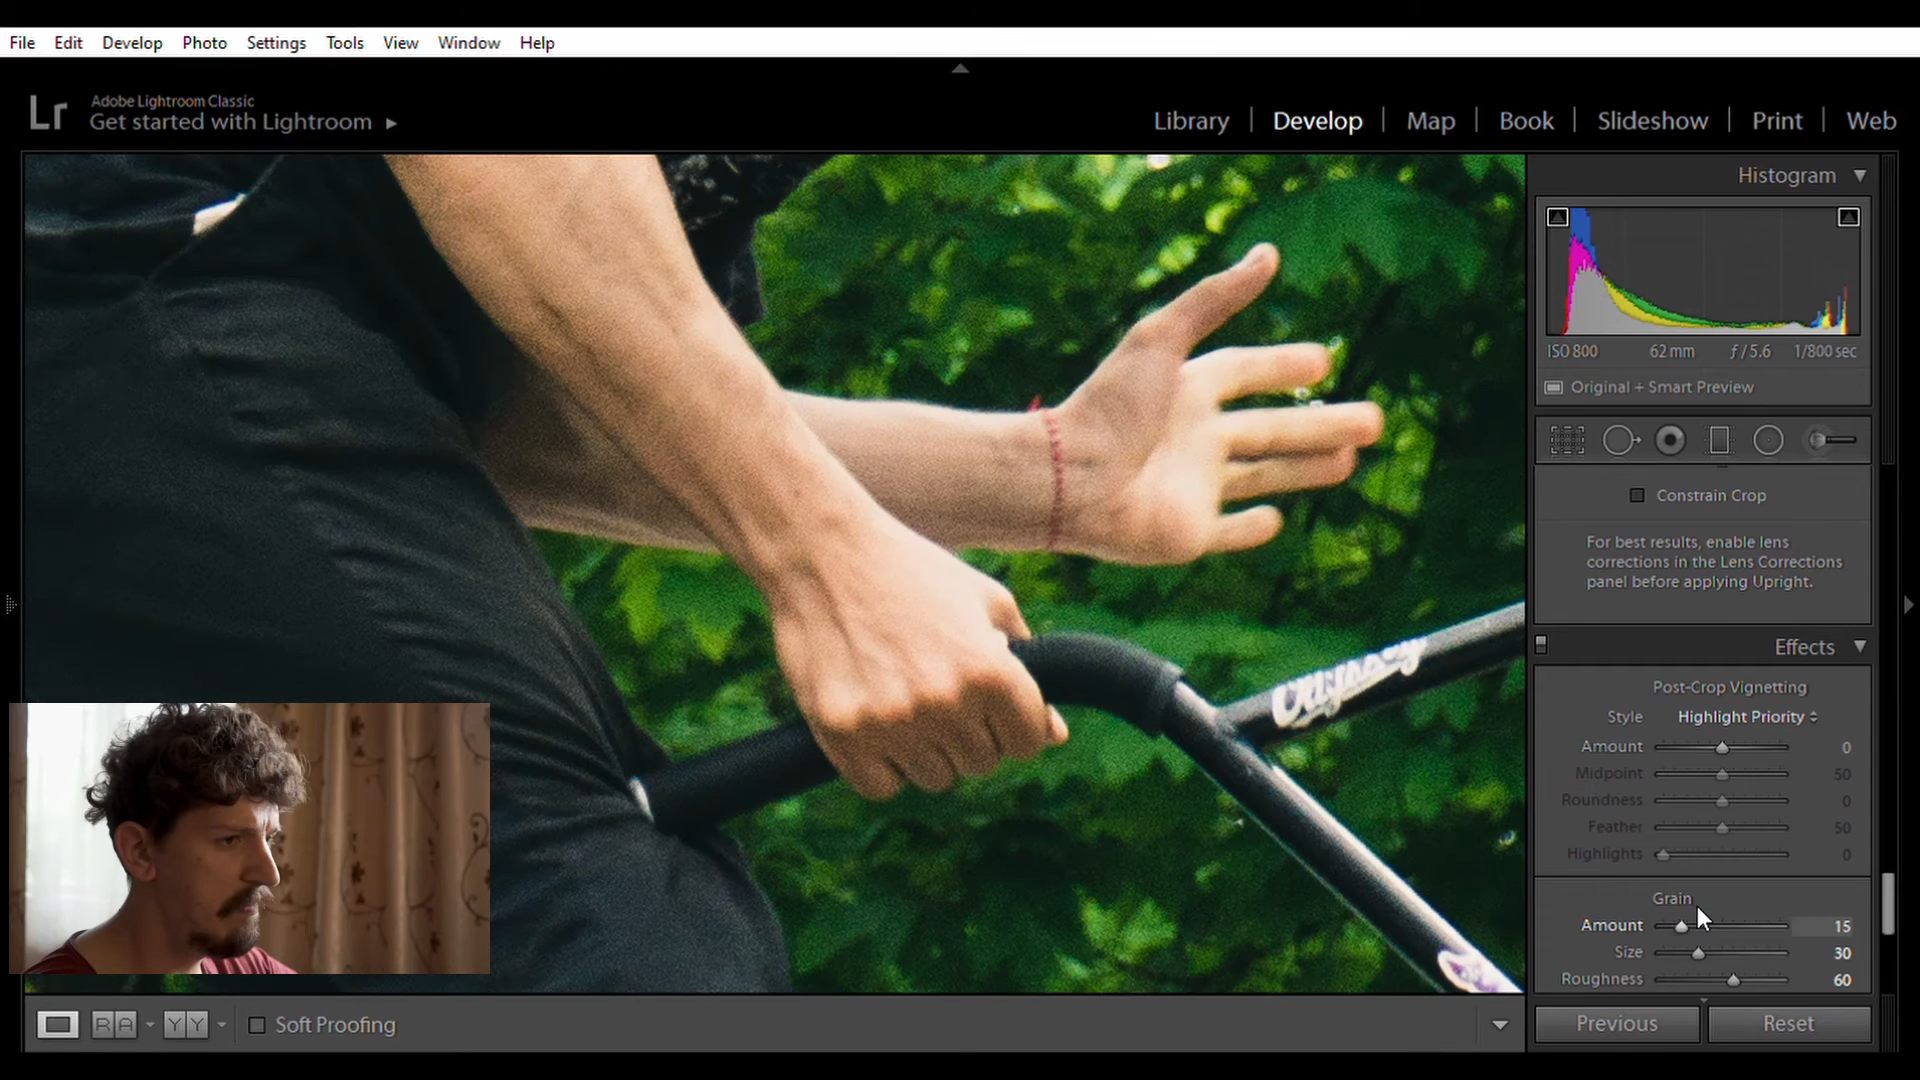 File Edit Develop Photo Settings Tools View Window Help
Lr
Adobe Lightroom Classic
Get started with Lightroom
Library Develop Map Book Slideshow Print Web
Histogram
ISO 800 62 mm ƒ / 5.6 1/800 sec
Original + Smart Preview
Constrain Crop
For best results, enable lens
corrections in the Lens Corrections
panel before applying Upright.
Effects
Post-Crop Vignetting
Style Highlight Priority
Amount 0
Midpoint 50
Roundness 0
Feather 50
Highlights 0
Grain
Amount 15
Size 30
Roughness 60
Odyssey
R A Y Y Soft Proofing
Previous Reset